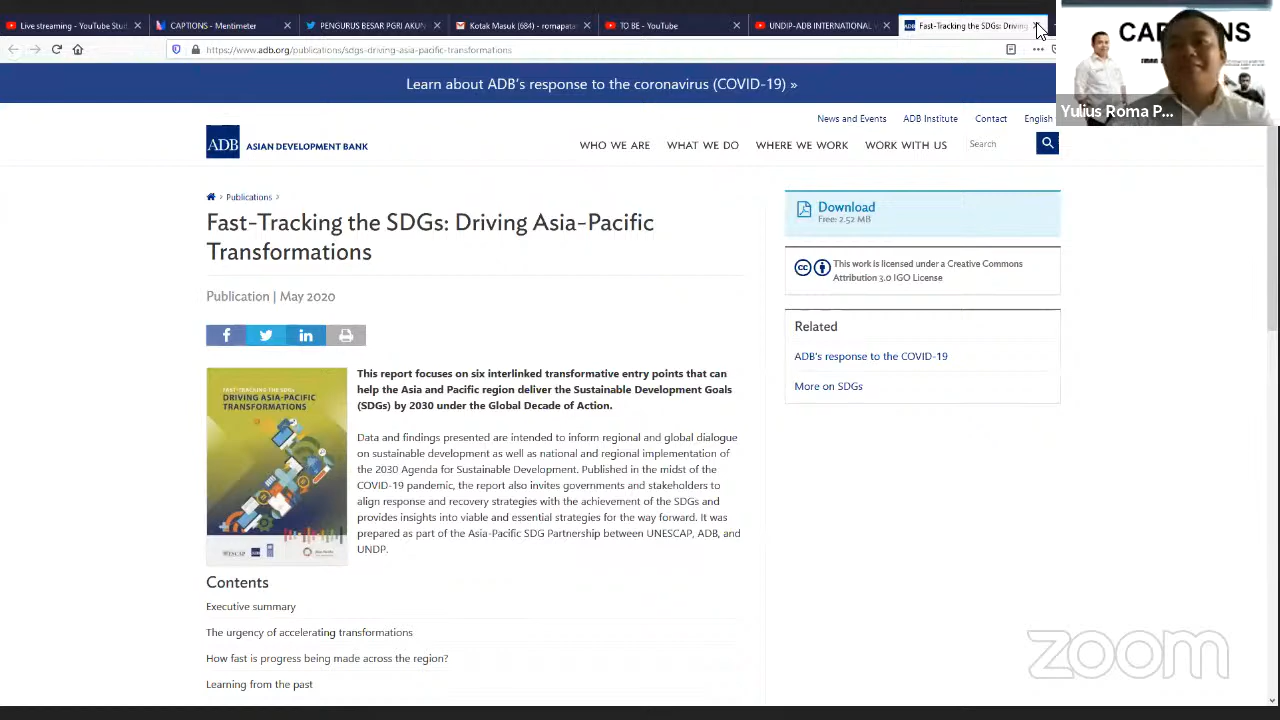 Live streaming - YouTube Stu
CAPTIONS - Mentimeter
PENGURUS BESAR PGRI AKUN
Kotak Masuk (684) - romapatin
TO BE - YouTube
UNDIP-ADB INTERNATIONAL
Fast-Tracking the SDGs: Driving
https://www.adb.org/publications/scgs-driving-asia-pacific-transformations
CAP ONS
Yulius Roma P...
Learn about ADB's response to the coronavirus (COVID-19) »
News and Events
ADB Institute
Contact
English
ADB ASIAN DEVELOPMENT BANK
WHO WE ARE
WHAT WE DO
WHERE WE WORK
WORK WITH US
Search
Publications
Fast-Tracking the SDGs: Driving Asia-Pacific
Transformations
Publication | May 2020
FAST-TRACKING THE SDGs:
DRIVING ASIA-PACIFIC
TRANSFORMATIONS
ESCAP
This report focuses on six interlinked transformative entry points that can
help the Asia and Pacific region deliver the Sustainable Development Goals
(SDGs) by 2030 under the Global Decade of Action.
Data and findings presented are intended to inform regional and global dialogue
on sustainable development as well as national and regional implementation of
the 2030 Agenda for Sustainable Development. Published in the midst of the
COVID-19 pandemic, the report also invites governments and stakeholders to
align response and recovery strategies with the achievement of the SDGs and
provides insights into viable and essential strategies for the way forward. It was
prepared as part of the Asia-Pacific SDG Partnership between UNESCAP, ADB, and
UNDP.
Contents
Executive summary
The urgency of accelerating transformations
How fast is progress being made across the region?
Learning from the past
Download
Free: 2.52 MB
cc
This work is licensed under a Creative Commons
Attribution 3.0 IGO License
Related
ADB's response to the COVID-19
More on SDGs
zoom